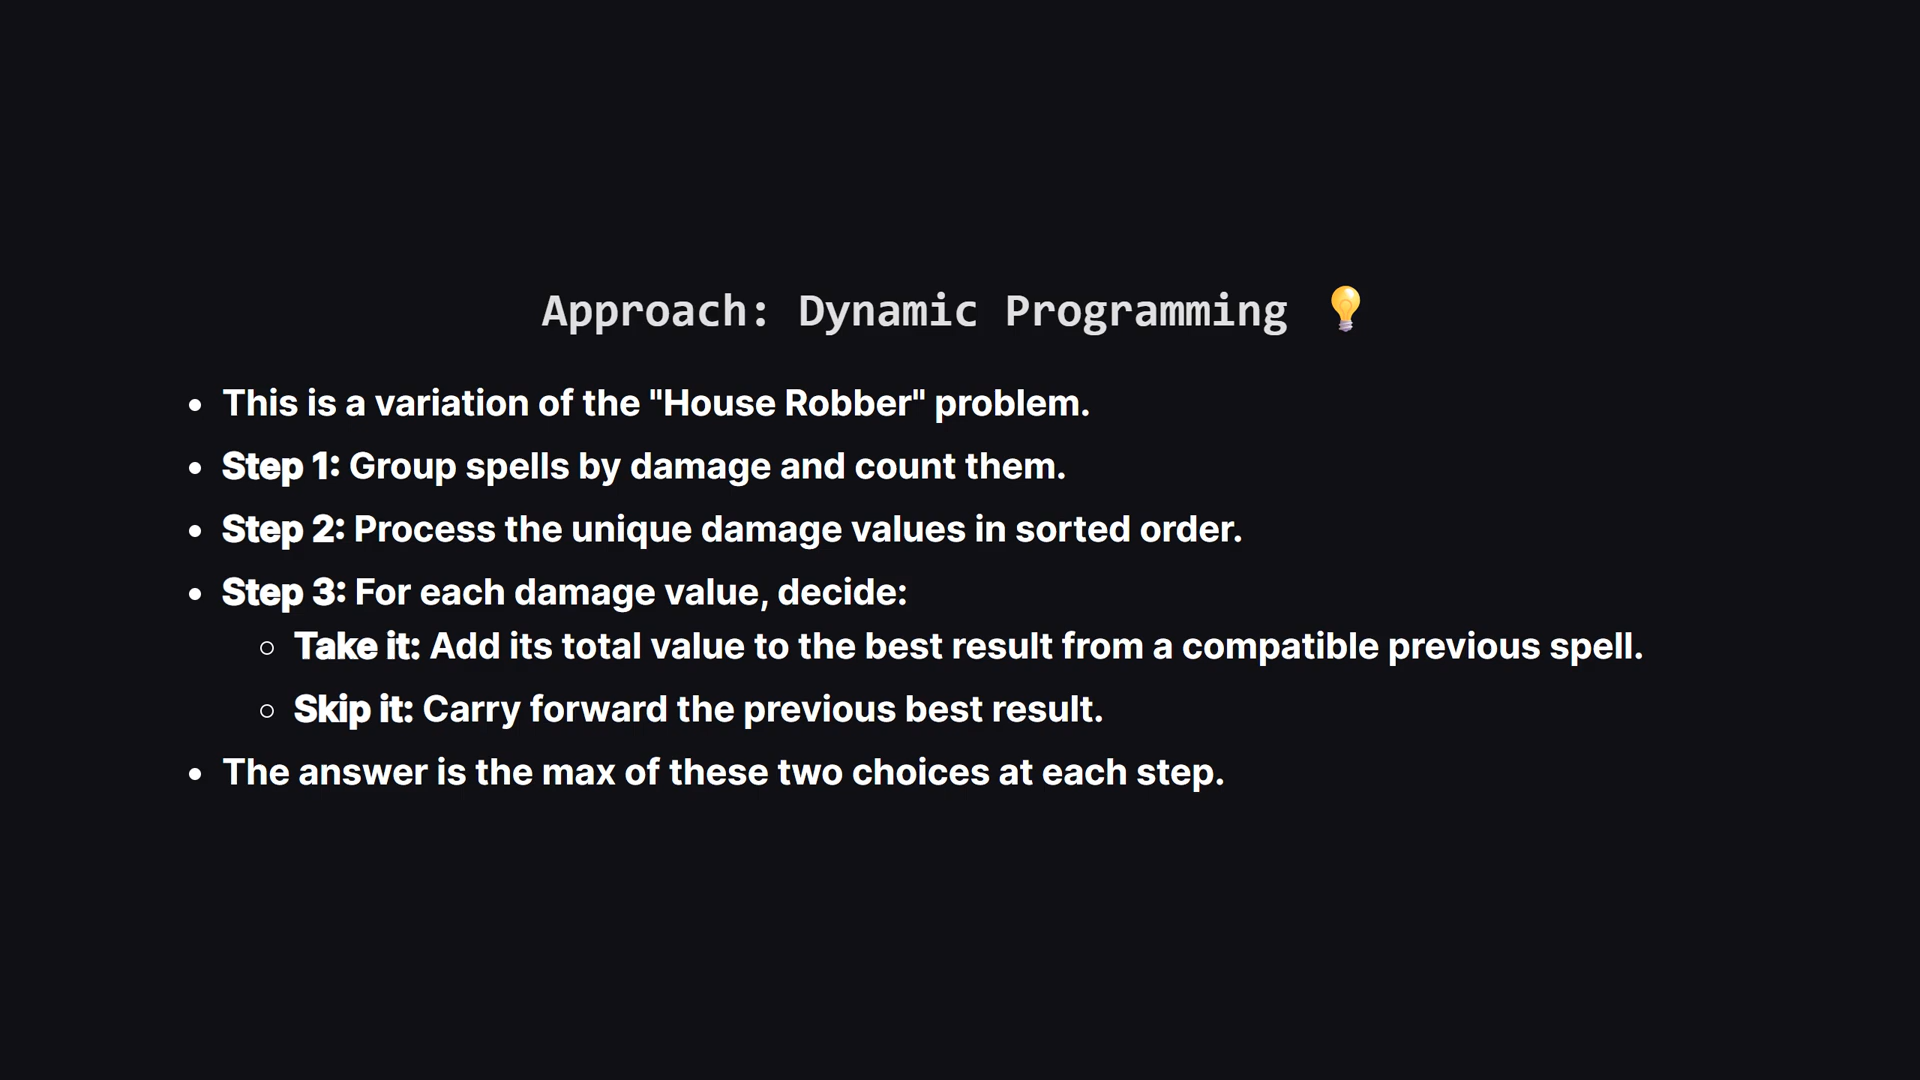 Approach: Dynamic Programming 💡
• This is a variation of the "House Robber" problem.
• Step 1: Group spells by damage and count them.
• Step 2: Process the unique damage values in sorted order.
• Step 3: For each damage value, decide:
◦ Take it: Add its total value to the best result from a compatible previous spell.
◦ Skip it: Carry forward the previous best result.
• The answer is the max of these two choices at each step.